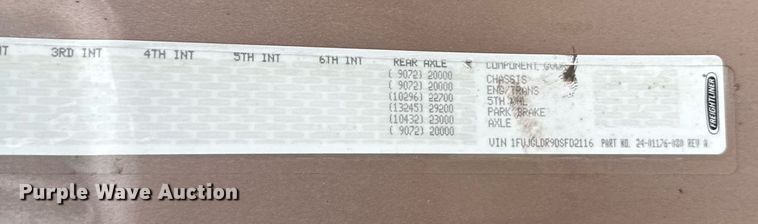 NT 3RD INT 4TH INT 5TH INT 6TH INT REAR AXLE COMPONENT
( 9072) 20000 CHASSIS
( 9072) 20000 ENG/TRANS
(10296) 22700 5TH
(13245) 29200 PARK BRAKE
(10432) 23000 AXLE
( 9072) 20000
VIN 1FUJGLDR9DSFD2116 PART NO. 24-01176-080 REV A
FREIGHTLINER
Purple Wave Auction